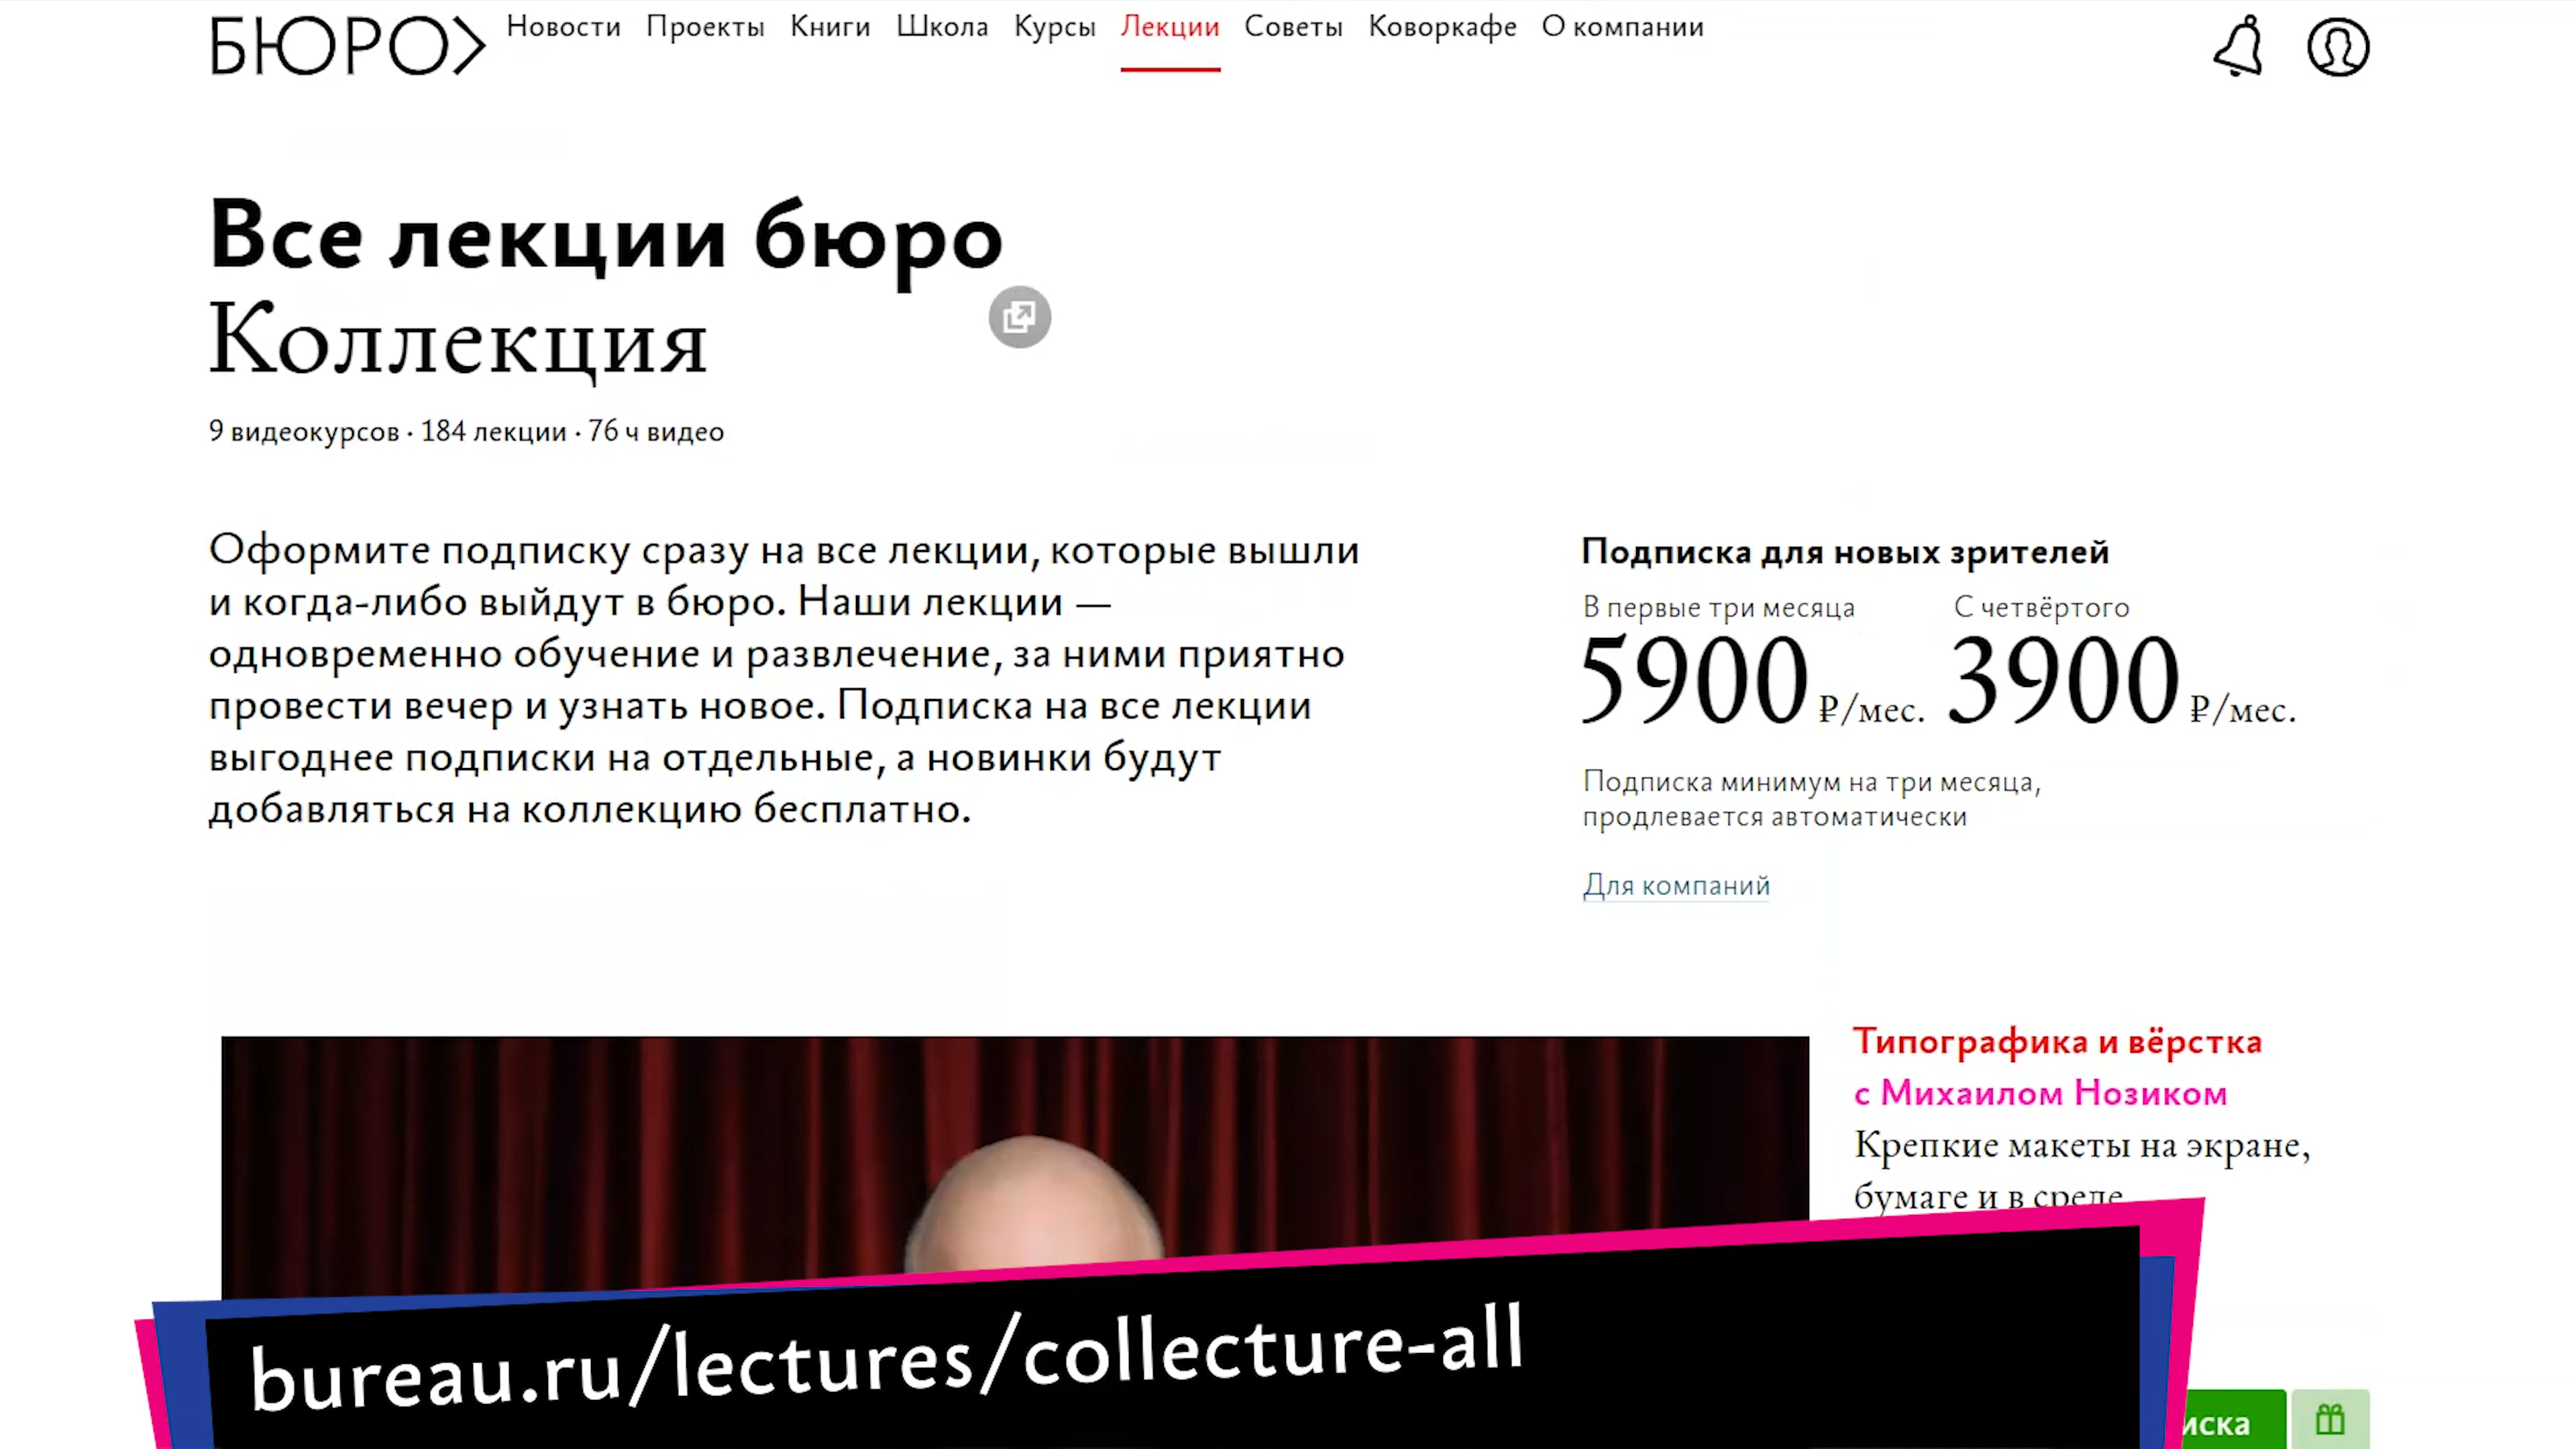 БЮРО
Новости Проекты Книги Школа Курсы Лекции Советы Коворкафе О компании
Все лекции бюро
Коллекция
9 видеокурсов · 184 лекции · 76 ч видео
Оформите подписку сразу на все лекции, которые вышли
и когда-либо выйдут в бюро. Наши лекции —
одновременно обучение и развлечение, за ними приятно
провести вечер и узнать новое. Подписка на все лекции
выгоднее подписки на отдельные, а новинки будут
добавляться на коллекцию бесплатно.
Подписка для новых зрителей
В первые три месяца С четвёртого
5900 ₽/мес. 3900 ₽/мес.
Подписка минимум на три месяца,
продлевается автоматически
Для компаний
Типографика и вёрстка
с Михаилом Нозиком
Крепкие макеты на экране,
бумаге и в среде
bureau.ru/lectures/collecture-all